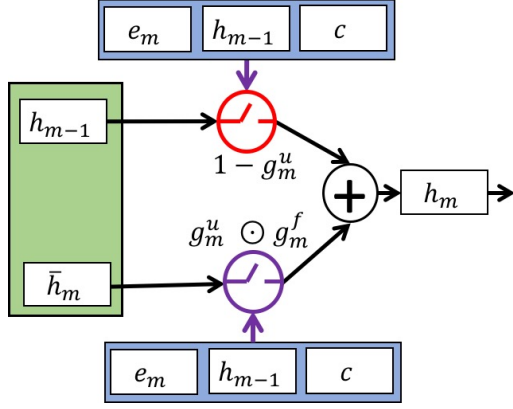 e_m h_{m-1} c
h_{m-1}
1 − g_m^u
+ h_m
g_m^u ⊙ g_m^f
h̄_m
e_m h_{m-1} c